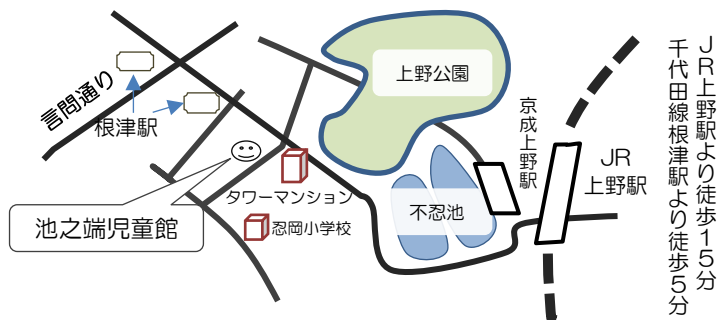 JR上野駅より徒歩15分
千代田線根津駅より徒歩5分
上野公園
言問通り
根津駅
京成上野駅
JR
上野駅
タワーマンション
不忍池
池之端児童館
忍岡小学校